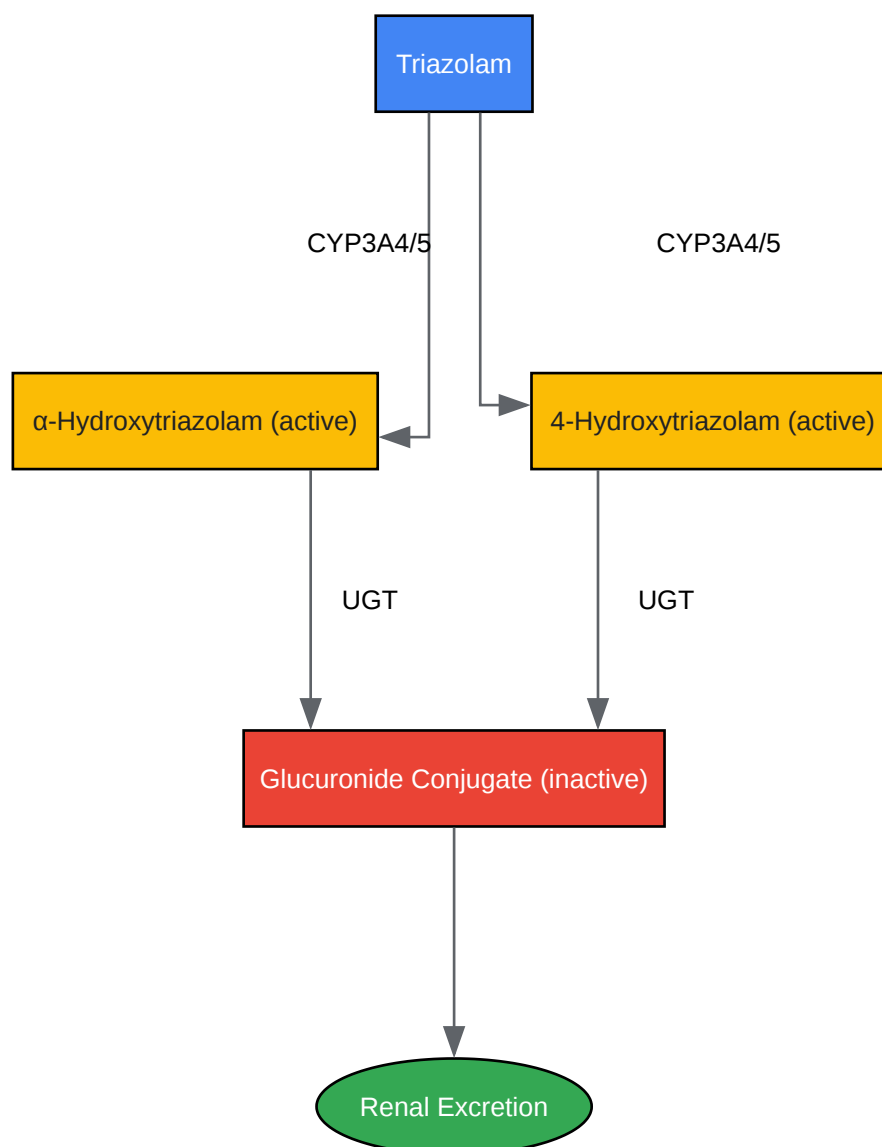 Triazolam
CYP3A4/5
CYP3A4/5
α-Hydroxytriazolam (active)
4-Hydroxytriazolam (active)
UGT
UGT
Glucuronide Conjugate (inactive)
Renal Excretion